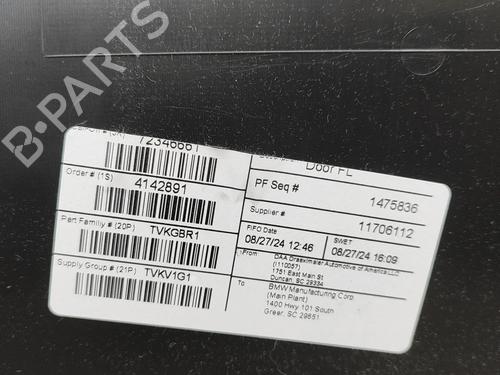 B-PARTS
72346661
Door FL
PF Seq #
1475836
Order # (1S)
4142891
Supplier #
11706112
Part Family # (20P)
TVKGBR1
FIFO Date
08/27/24 12:46
SWET
08/27/24 16:09
Supply Group # (21P)
TVKV1G1
From
DAA Draexlmaier Automotive of America LLC
(110057)
1751 East Main St
Duncan, SC 29334
To
BMW Manufacturing Corp.
(Main Plant)
1400 Hwy 101 South
Greer, SC 29651